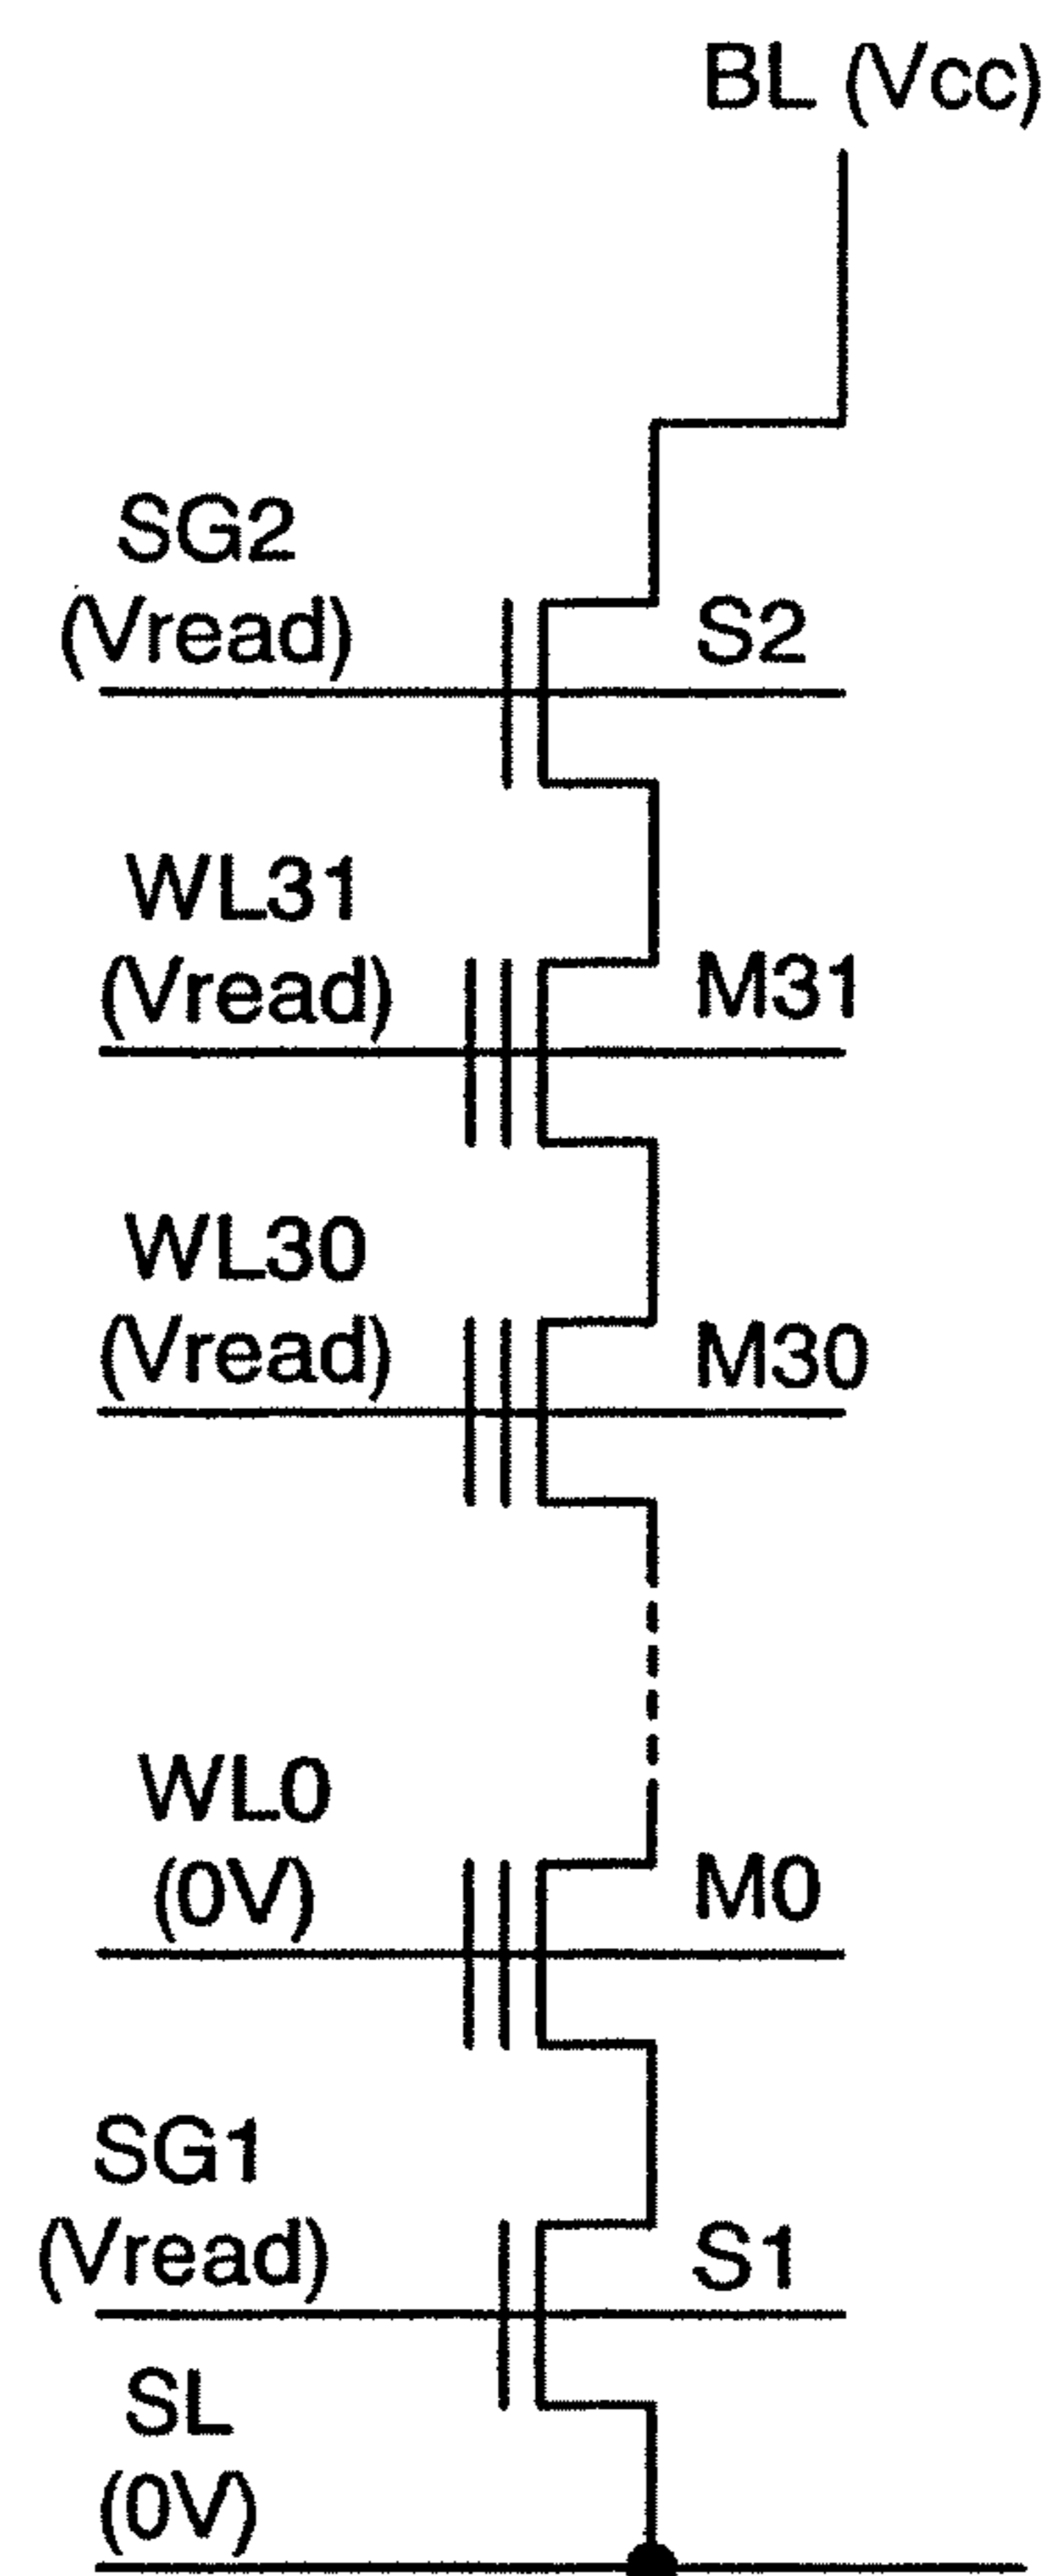 BL (Vcc)
SG2
(Vread)
S2
WL31
(Vread)
M31
WL30
(Vread)
M30
WL0
(0V)
M0
SG1
(Vread)
S1
SL
(0V)